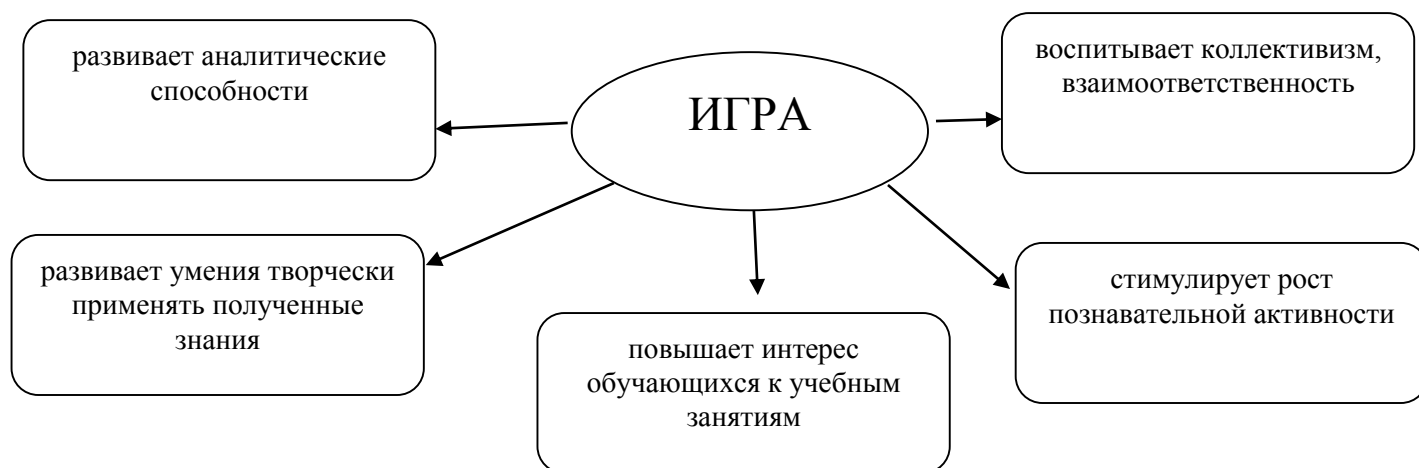 ИГРА
развивает аналитические
способности
воспитывает коллективизм,
взаимоответственность
развивает умения творчески
применять полученные
знания
повышает интерес
обучающихся к учебным
занятиям
стимулирует рост
познавательной активности